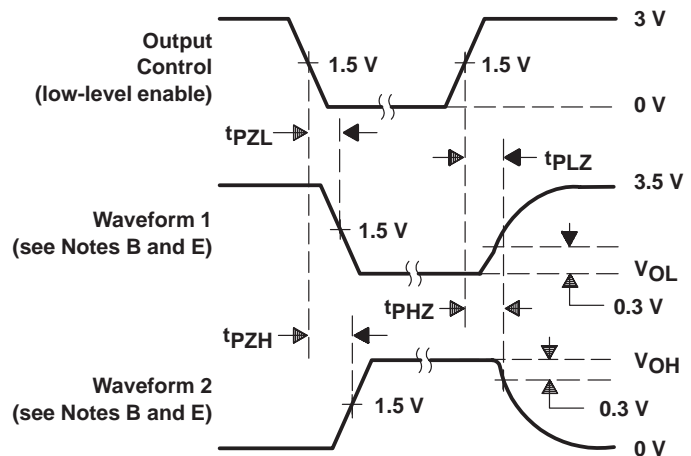 3 V
Output
Control
(low-level enable)
1.5 V
1.5 V
0 V
tPZL
tPLZ
3.5 V
Waveform 1
(see Notes B and E)
1.5 V
VOL
0.3 V
tPHZ
tPZH
VOH
Waveform 2
(see Notes B and E)
1.5 V
0.3 V
0 V